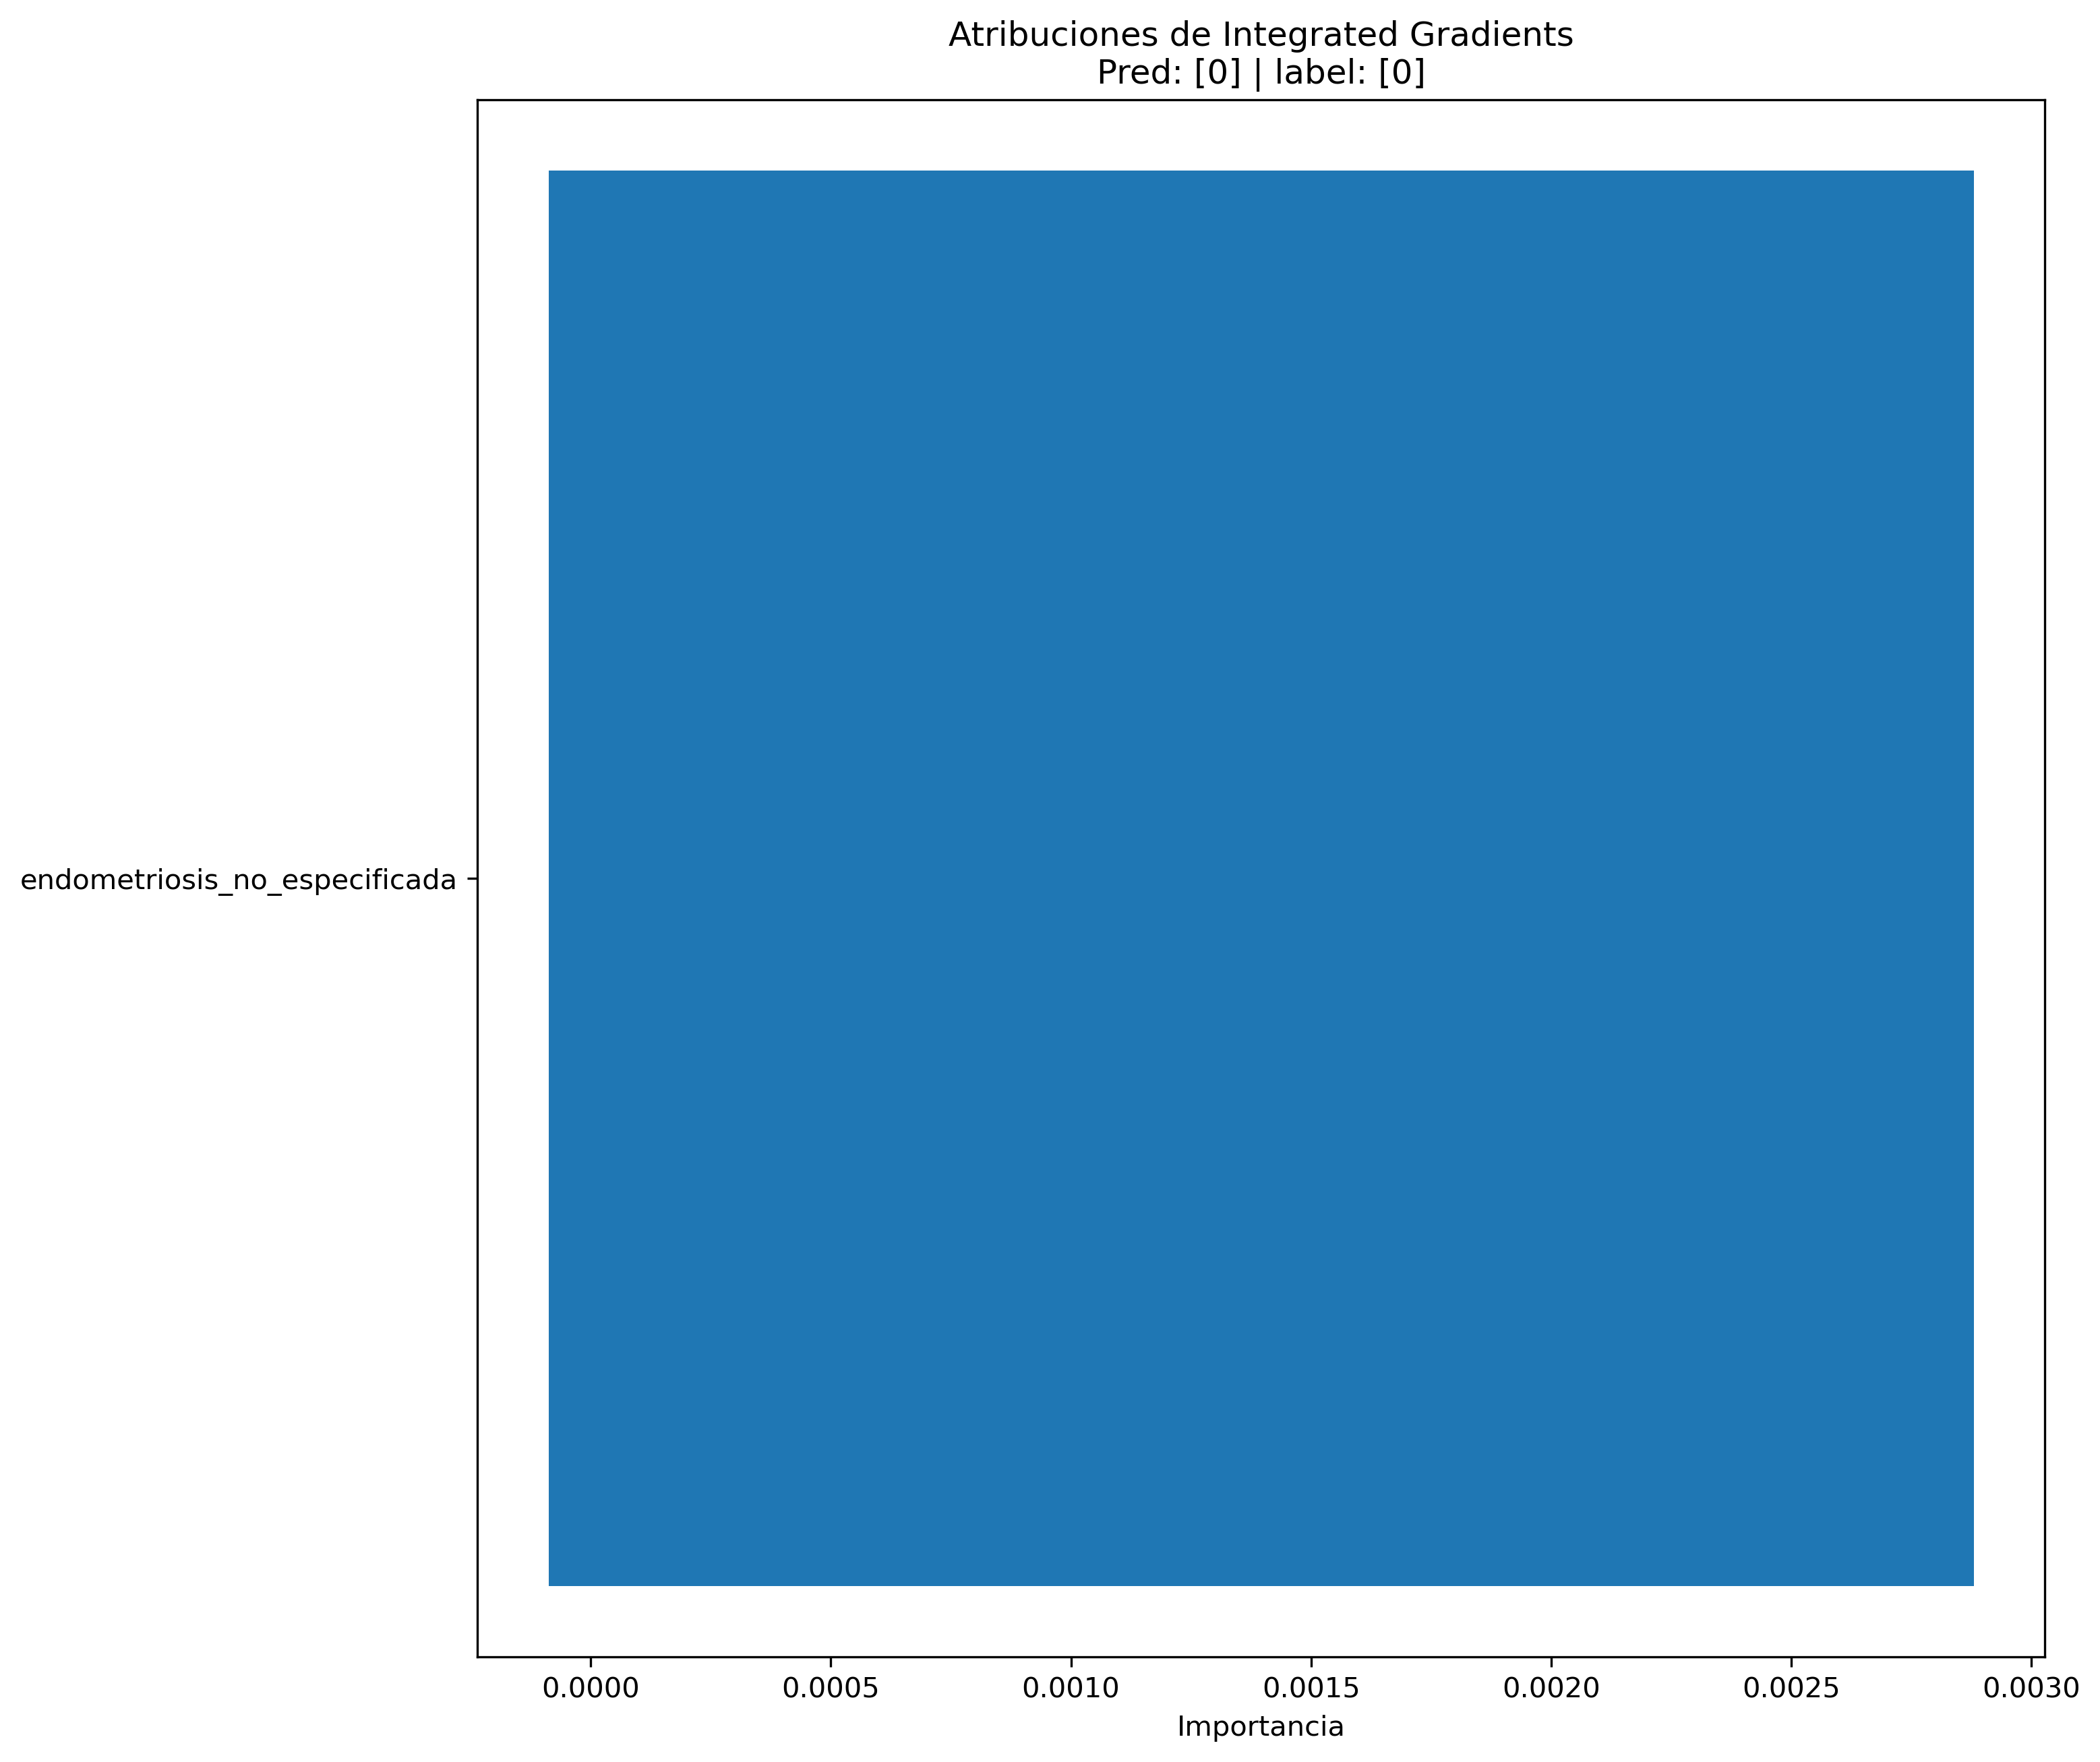 Atribuciones de Integrated Gradients
Pred: [0] | label: [0]
endometriosis_no_especificada
0.0000 0.0005 0.0010 0.0015 0.0020 0.0025 0.0030
Importancia